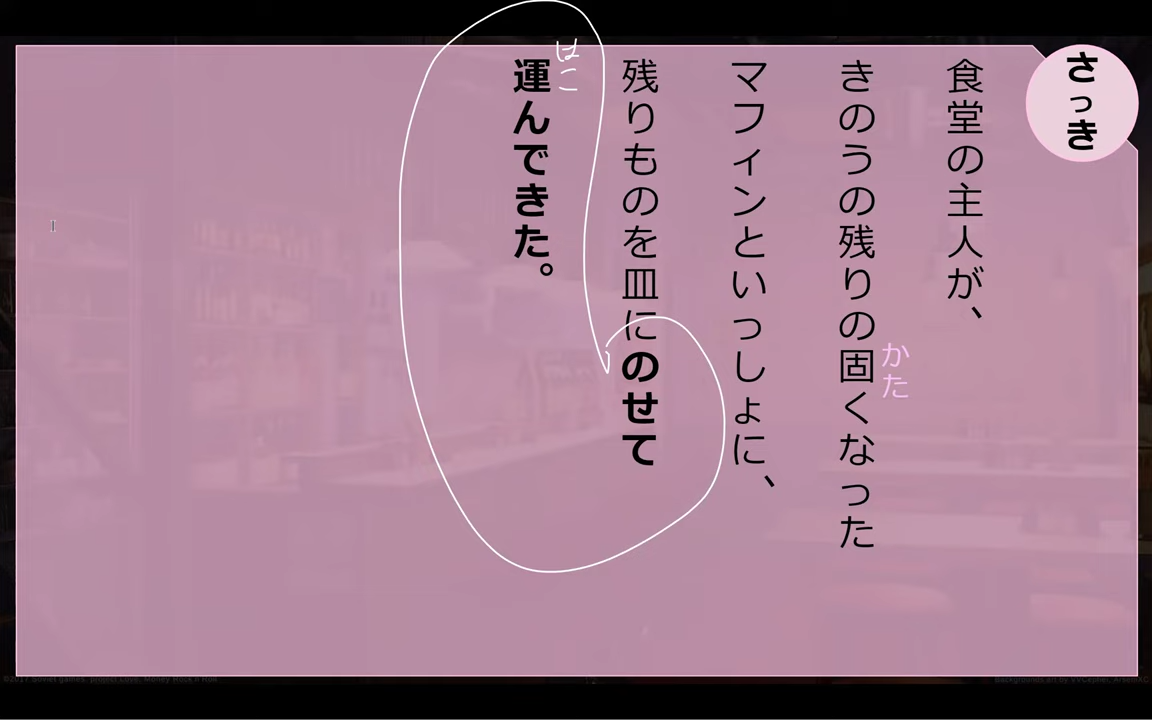 さっき
食堂の主人が、
きのうの残りの固くなった
かた
マフィンといっしょに、
残りものを皿にのせて
運んできた。
はこ